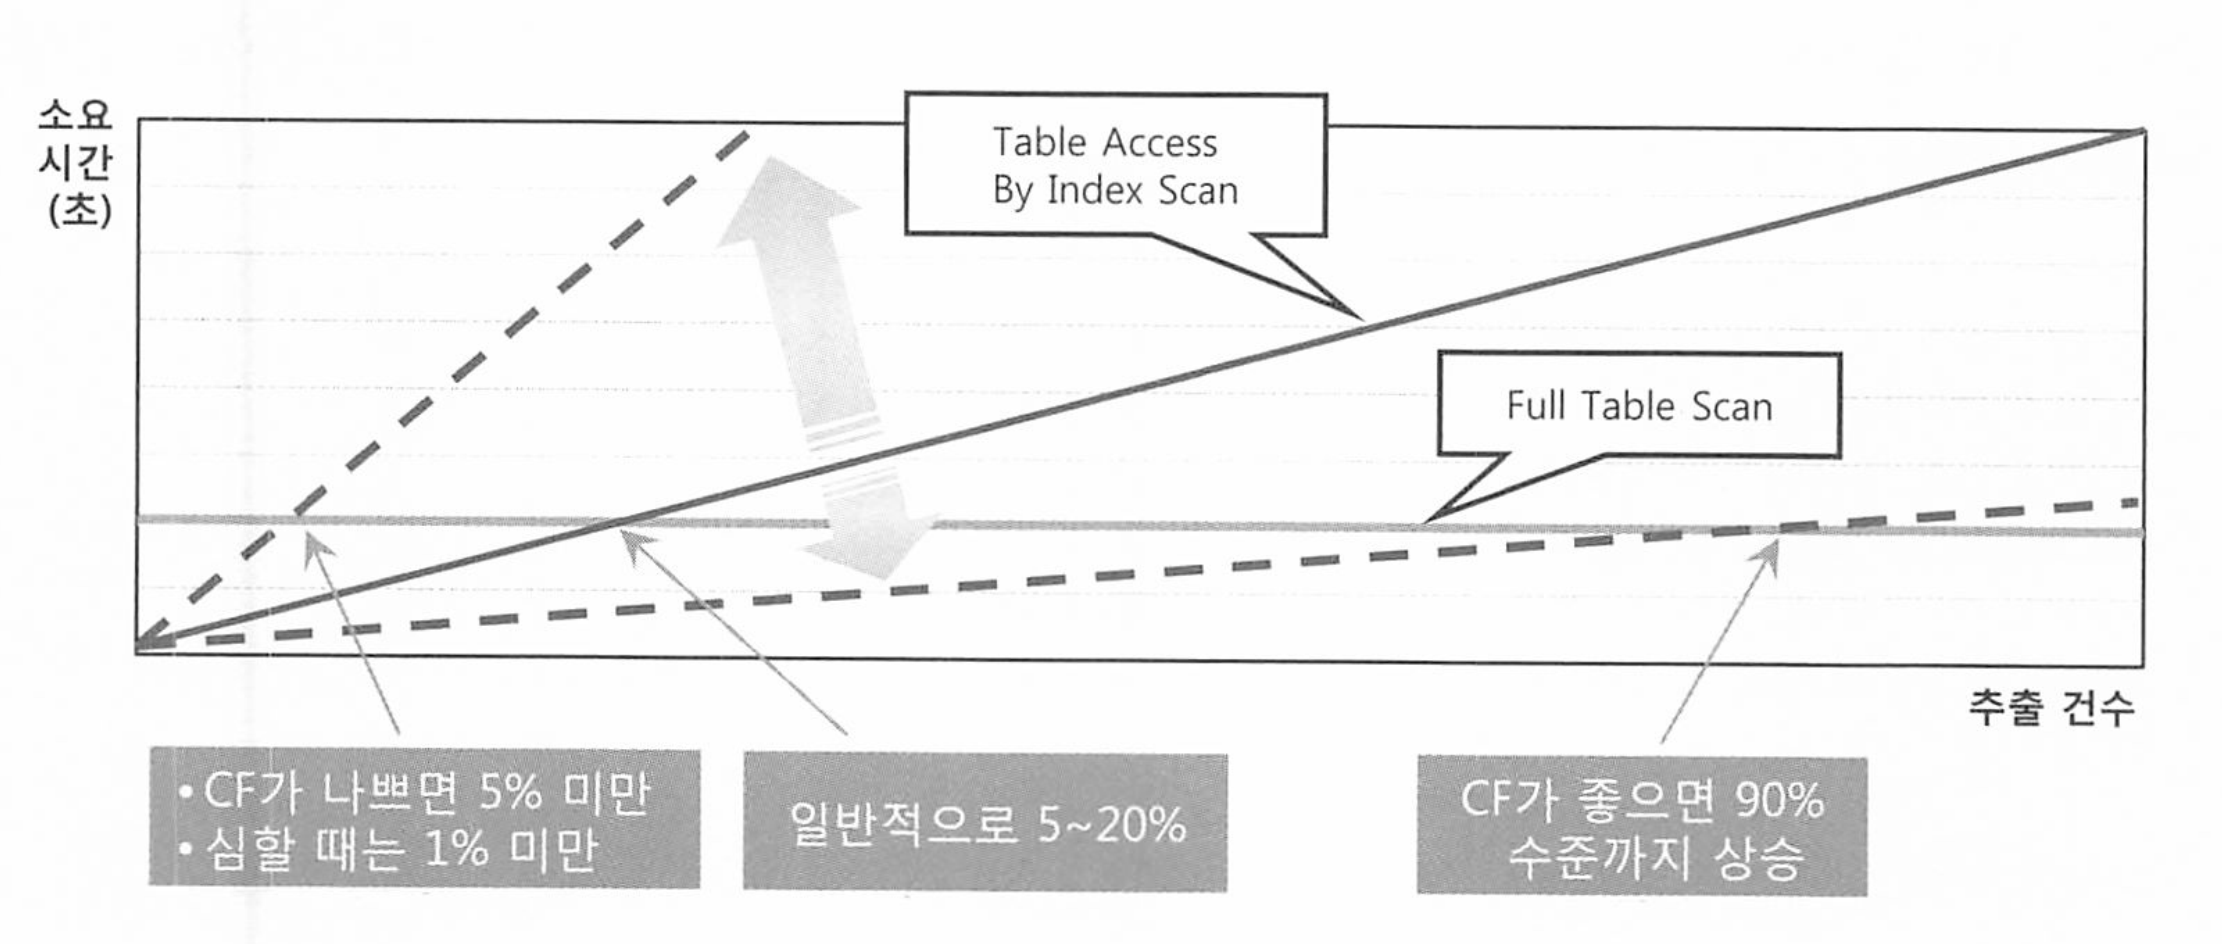 소요
시간
(초)
Table Access
By Index Scan
Full Table Scan
추출 건수
• CF가 나쁘면 5% 미만
• 심할 때는 1% 미만
일반적으로 5~20%
CF가 좋으면 90%
수준까지 상승